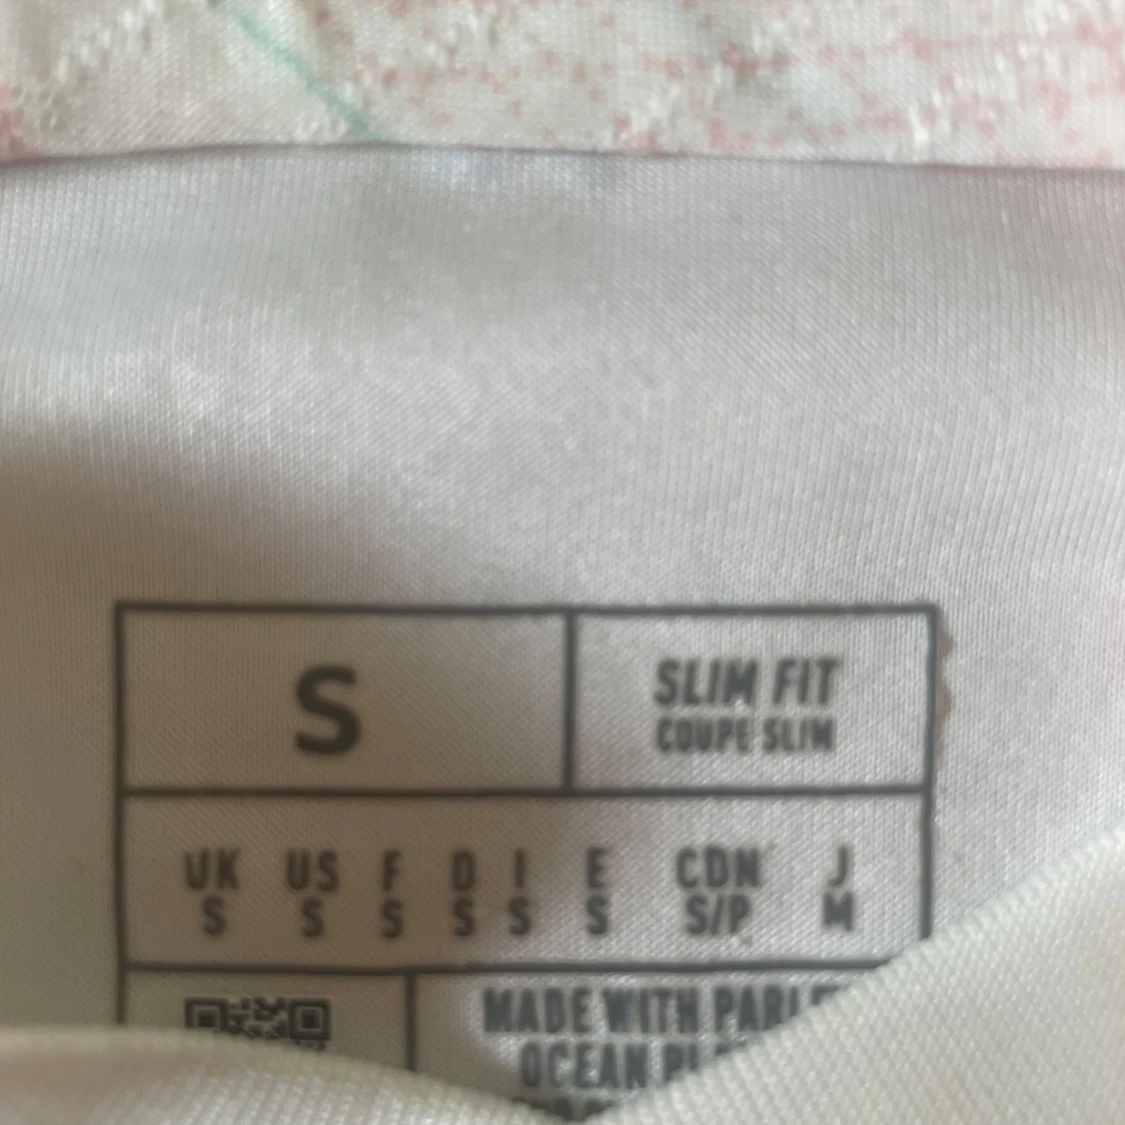 S
SLIM FIT
COUPE SLIM
UK US F D I E CDN J
S S S S S S S/P M
MADE WITH
OCEAN